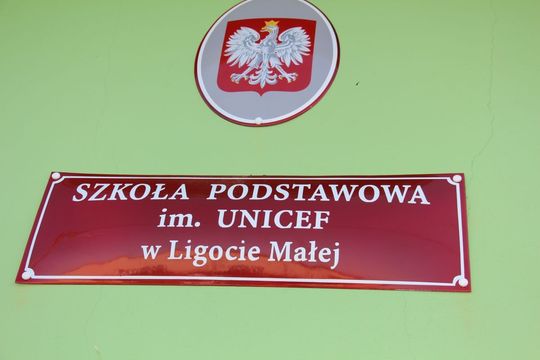 SZKOŁA PODSTAWOWA
im. UNICEF
w Ligocie Małej